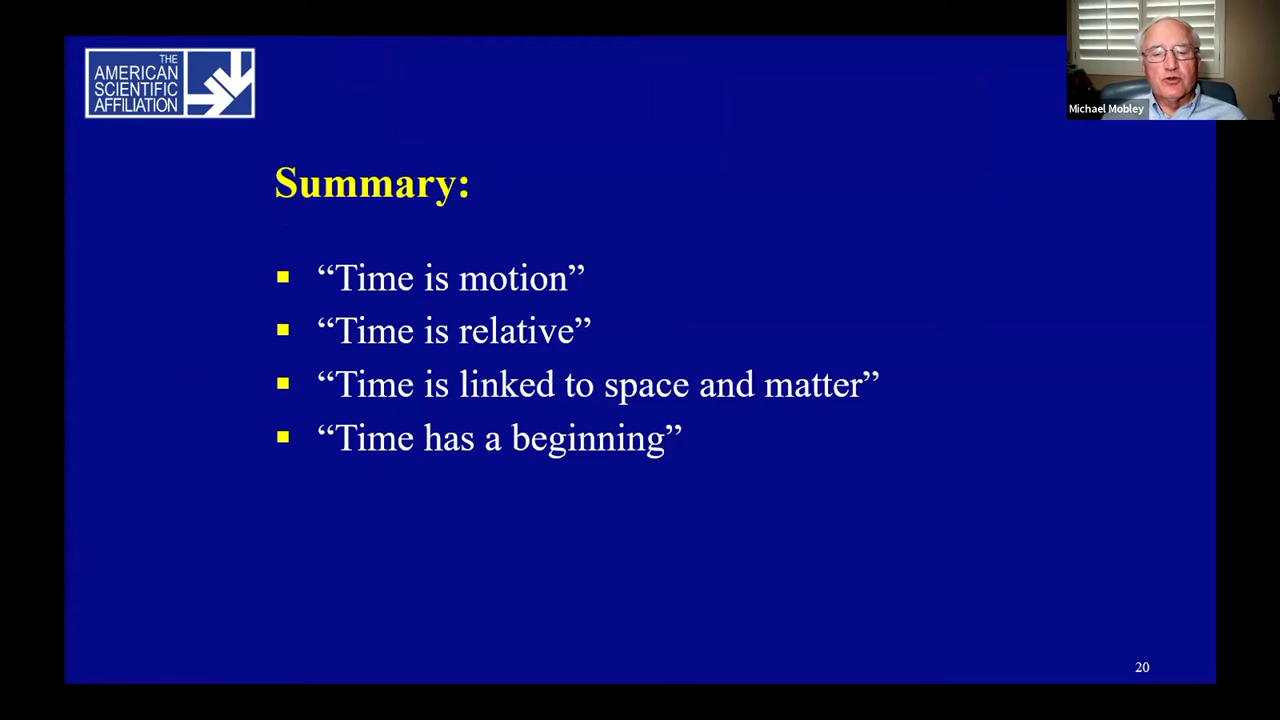 THE
AMERICAN
SCIENTIFIC
AFFILIATION
Michael Mobley
Summary:
“Time is motion”
“Time is relative”
“Time is linked to space and matter”
“Time has a beginning”
20